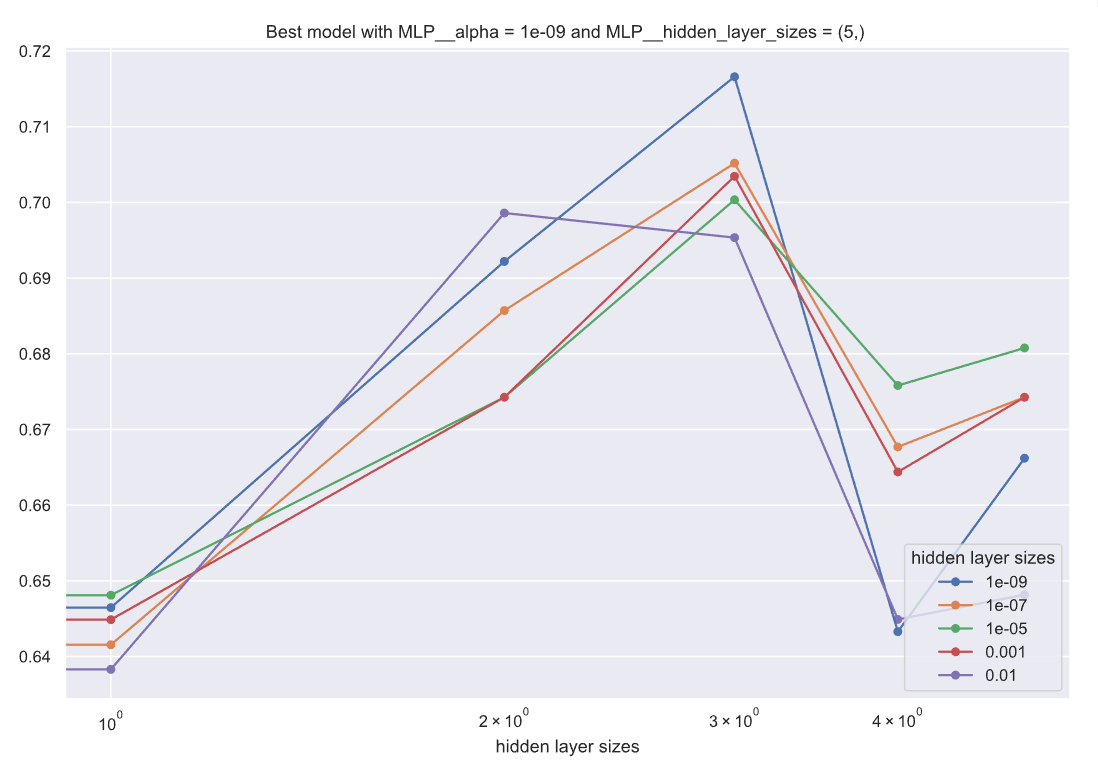 Best model with MLP__alpha = 1e-09 and MLP__hidden_layer_sizes = (5,)
0.72
0.71
0.70
0.69
0.68
0.67
0.66
0.65
0.64
hidden layer sizes
1e-09
1e-07
1e-05
0.001
0.01
10⁰ 2 × 10⁰ 3 × 10⁰ 4 × 10⁰
hidden layer sizes